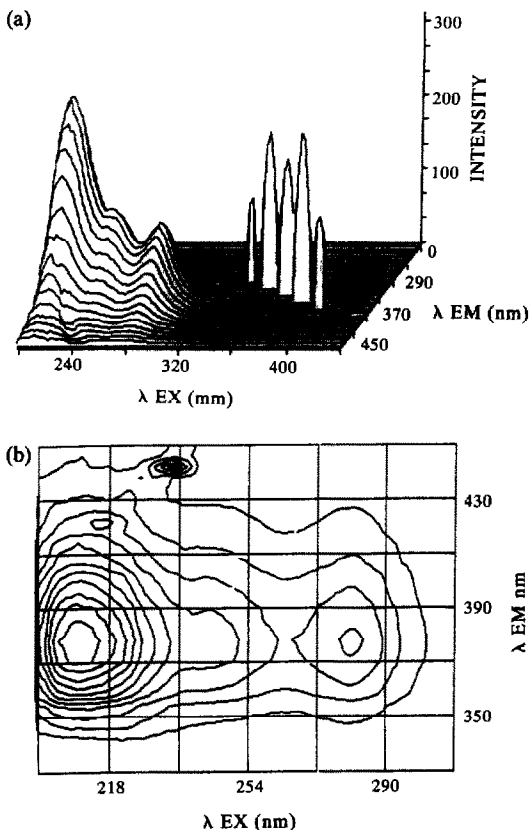 (a)
300
200
100
0
INTENSITY
290
370
450
λ EM (nm)
240
320
400
λ EX (mm)
(b)
430
390
350
λ EM nm
218
254
290
λ EX (nm)